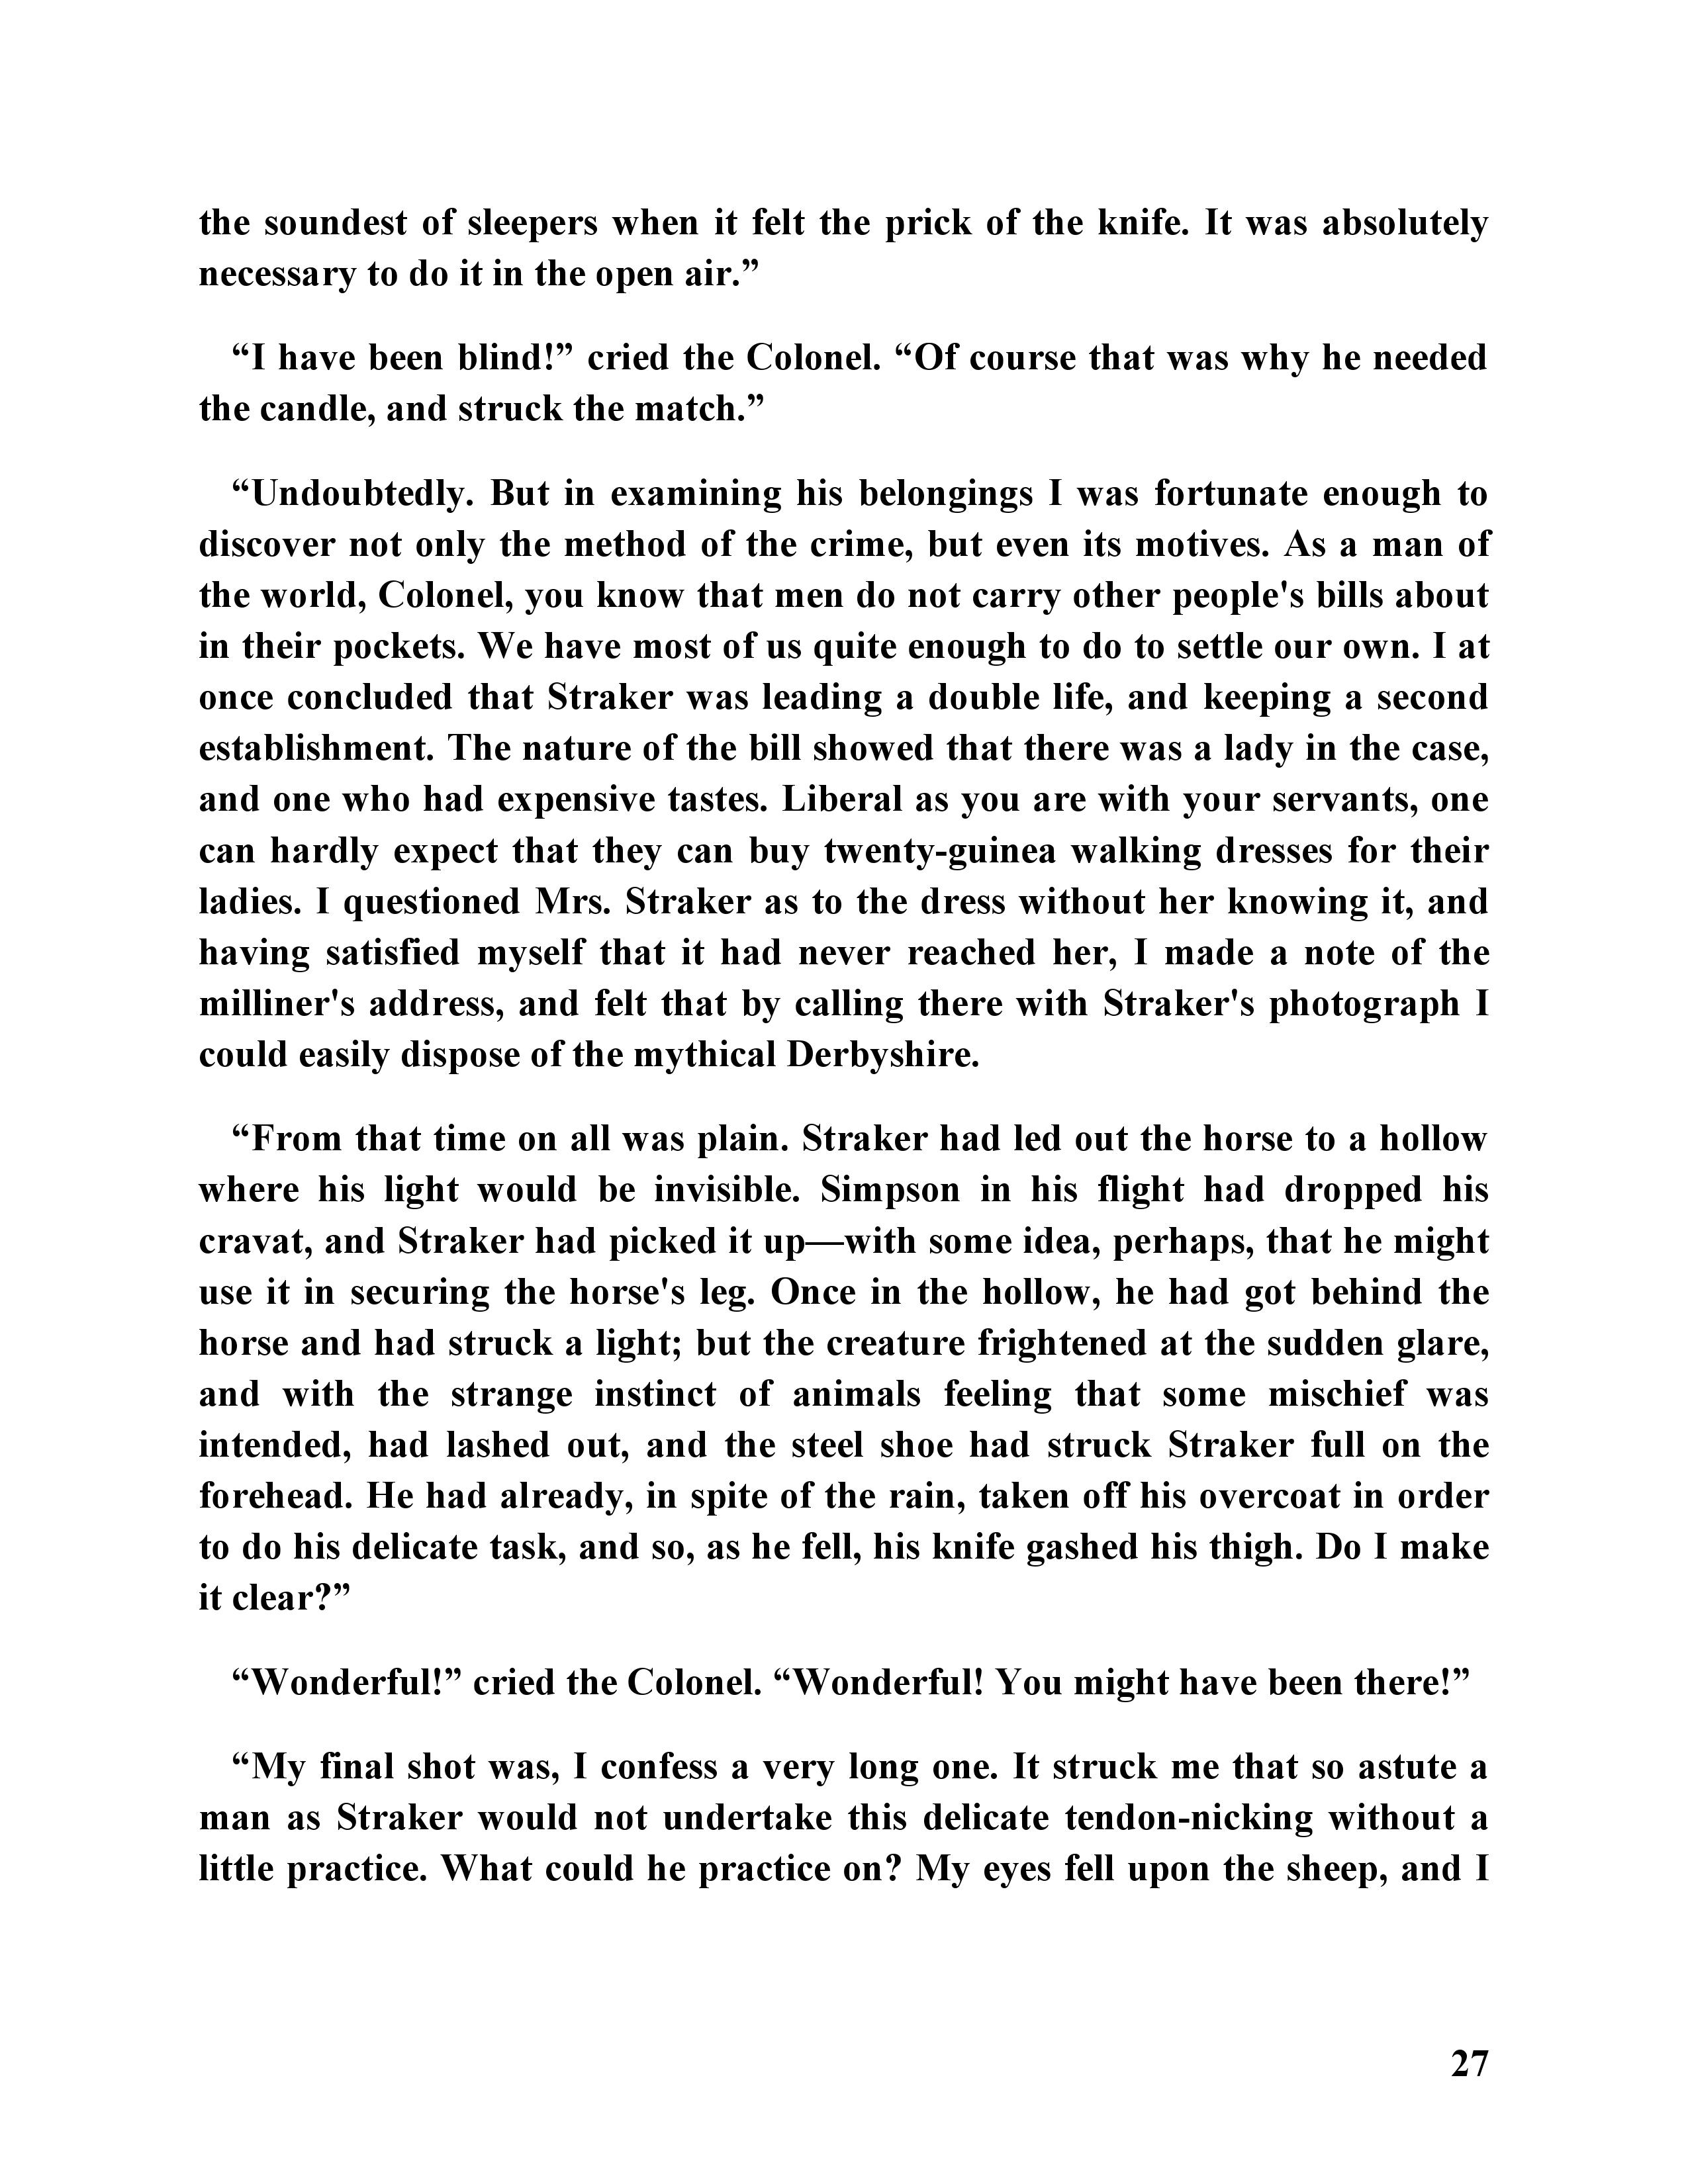 the soundest of sleepers when it felt the prick of the knife. It was absolutely
necessary to do it in the open air.”
“I have been blind!” cried the Colonel. “Of course that was why he needed
the candle, and struck the match.”
“Undoubtedly. But in examining his belongings I was fortunate enough to
discover not only the method of the crime, but even its motives. As a man of
the world, Colonel, you know that men do not carry other people's bills about
in their pockets. We have most of us quite enough to do to settle our own. I at
once concluded that Straker was leading a double life, and keeping a second
establishment. The nature of the bill showed that there was a lady in the case,
and one who had expensive tastes. Liberal as you are with your servants, one
can hardly expect that they can buy twenty-guinea walking dresses for their
ladies. I questioned Mrs. Straker as to the dress without her knowing it, and
having satisfied myself that it had never reached her, I made a note of the
milliner's address, and felt that by calling there with Straker's photograph I
could easily dispose of the mythical Derbyshire.
“From that time on all was plain. Straker had led out the horse to a hollow
where his light would be invisible. Simpson in his flight had dropped his
cravat, and Straker had picked it up—with some idea, perhaps, that he might
use it in securing the horse's leg. Once in the hollow, he had got behind the
horse and had struck a light; but the creature frightened at the sudden glare,
and with the strange instinct of animals feeling that some mischief was
intended, had lashed out, and the steel shoe had struck Straker full on the
forehead. He had already, in spite of the rain, taken off his overcoat in order
to do his delicate task, and so, as he fell, his knife gashed his thigh. Do I make
it clear?”
“Wonderful!” cried the Colonel. “Wonderful! You might have been there!”
“My final shot was, I confess a very long one. It struck me that so astute a
man as Straker would not undertake this delicate tendon-nicking without a
little practice. What could he practice on? My eyes fell upon the sheep, and I
27